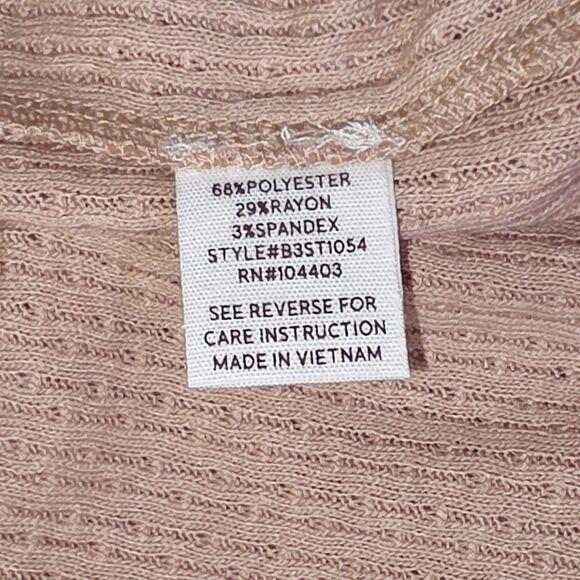 68%POLYESTER
29%RAYON
3%SPANDEX
STYLE#B3ST1054
RN#104403
SEE REVERSE FOR
CARE INSTRUCTION
MADE IN VIETNAM